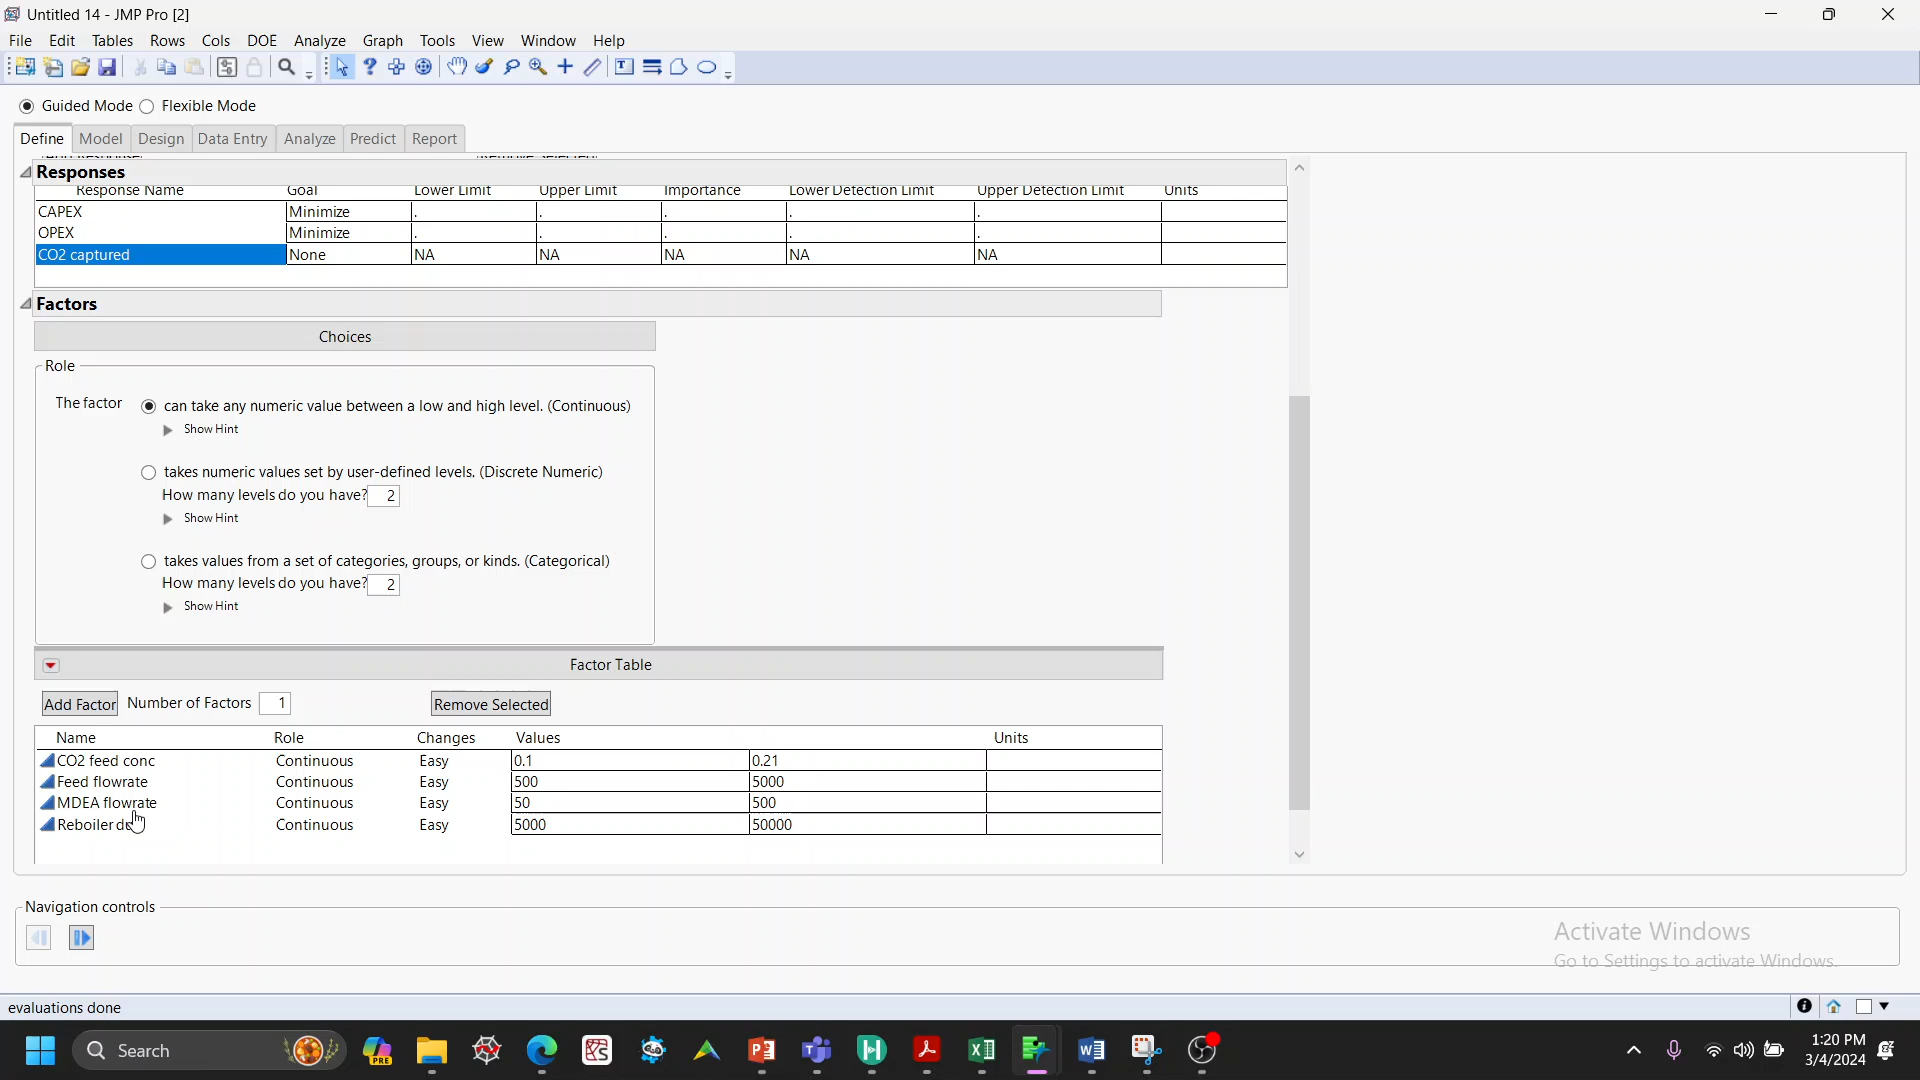 Untitled 14 - JMP Pro [2]
File Edit Tables Rows Cols DOE Analyze Graph Tools View Window Help
Guided Mode Flexible Mode
Define Model Design Data Entry Analyze Predict Report
Responses
Response Name Goal Lower Limit Upper Limit Importance Lower Detection Limit Upper Detection Limit Units
CAPEX Minimize . . . . .
OPEX Minimize . . . . .
CO2 captured None NA NA NA NA NA
Factors
Choices
Role
The factor can take any numeric value between a low and high level. (Continuous)
Show Hint
takes numeric values set by user-defined levels. (Discrete Numeric)
How many levels do you have? 2
Show Hint
takes values from a set of categories, groups, or kinds. (Categorical)
How many levels do you have? 2
Show Hint
Factor Table
Add Factor Number of Factors 1 Remove Selected
Name Role Changes Values Units
CO2 feed conc Continuous Easy 0.1 0.21
Feed flowrate Continuous Easy 500 5000
MDEA flowrate Continuous Easy 50 500
Reboiler Continuous Easy 5000 50000
Navigation controls
Activate Windows
Go to Settings to activate Windows.
evaluations done
Search
PRE
1:20 PM
3/4/2024